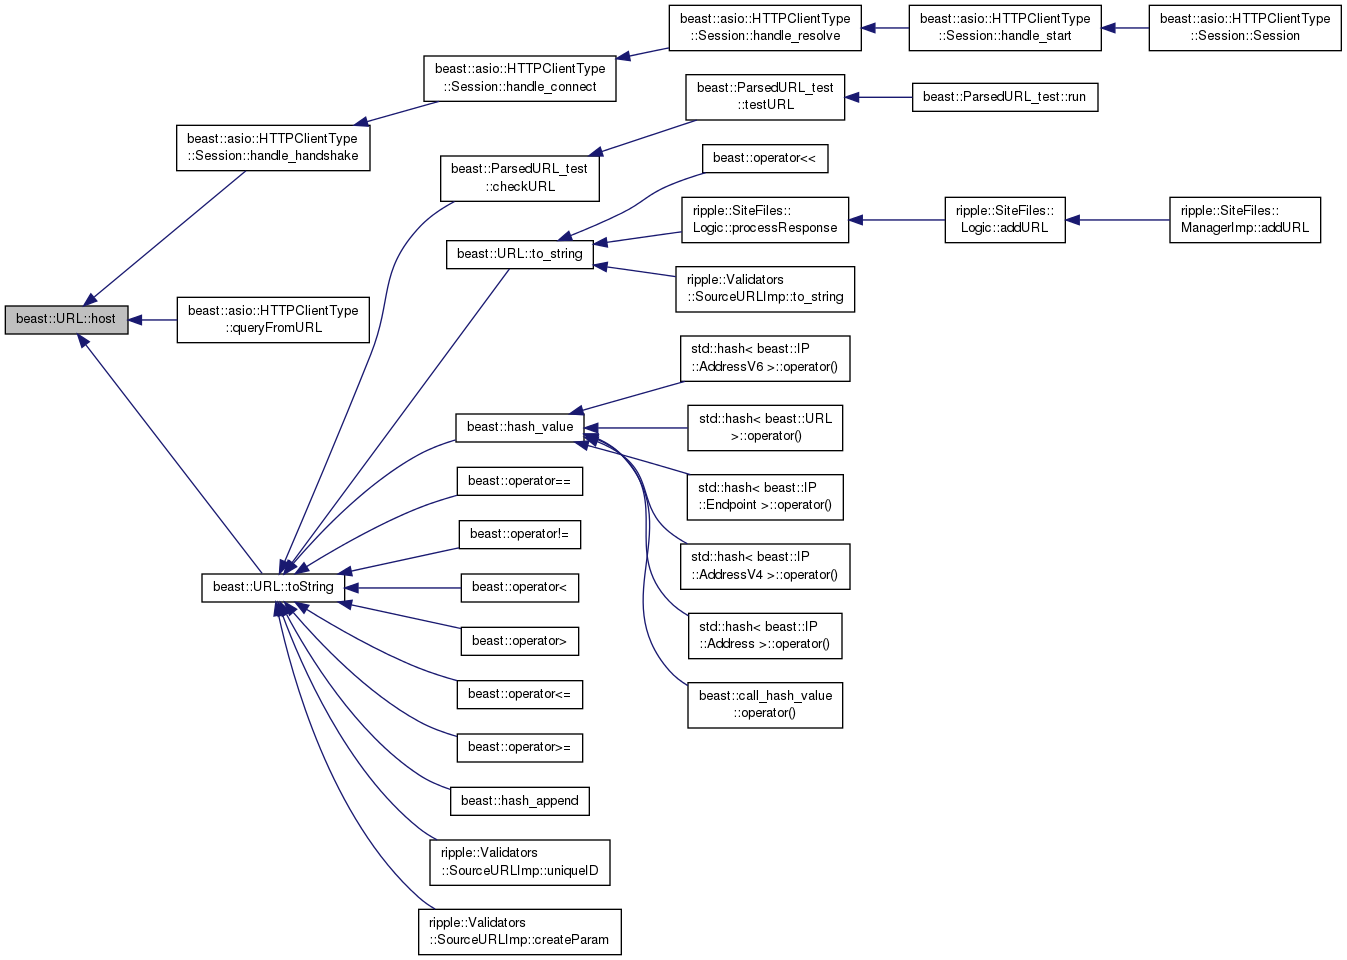 beast::URL::host
beast::asio::HTTPClientType
::Session::handle_handshake
beast::asio::HTTPClientType
::Session::handle_connect
beast::asio::HTTPClientType
::Session::handle_resolve
beast::asio::HTTPClientType
::Session::handle_start
beast::asio::HTTPClientType
::Session::Session
beast::asio::HTTPClientType
::queryFromURL
beast::URL::toString
beast::ParsedURL_test
::checkURL
beast::ParsedURL_test
::testURL
beast::ParsedURL_test::run
beast::URL::to_string
beast::operator<<
ripple::SiteFiles::
Logic::processResponse
ripple::SiteFiles::
Logic::addURL
ripple::SiteFiles::
ManagerImp::addURL
ripple::Validators
::SourceURLImp::to_string
beast::hash_value
std::hash< beast::IP
::AddressV6 >::operator()
std::hash< beast::URL
>::operator()
std::hash< beast::IP
::Endpoint >::operator()
std::hash< beast::IP
::AddressV4 >::operator()
std::hash< beast::IP
::Address >::operator()
beast::call_hash_value
::operator()
beast::operator==
beast::operator!=
beast::operator<
beast::operator>
beast::operator<=
beast::operator>=
beast::hash_append
ripple::Validators
::SourceURLImp::uniqueID
ripple::Validators
::SourceURLImp::createParam